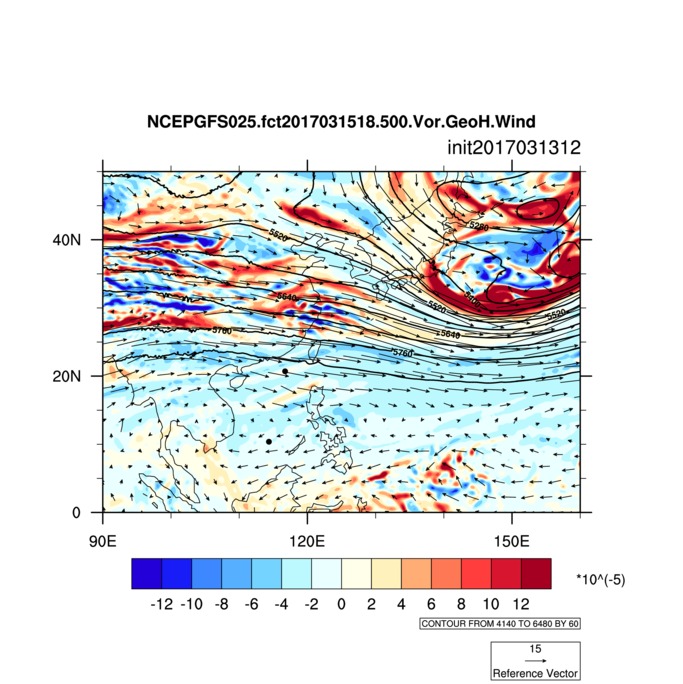 NCEPGFS025.fct2017031518.500.Vor.GeoH.Wind
init2017031312
40N
20N
0
90E 120E 150E
5520
5280
5640
5760
5520
5640
5760
5520
-12 -10 -8 -6 -4 -2 0 2 4 6 8 10 12
*10^(-5)
CONTOUR FROM 4140 TO 6480 BY 60
15
Reference Vector